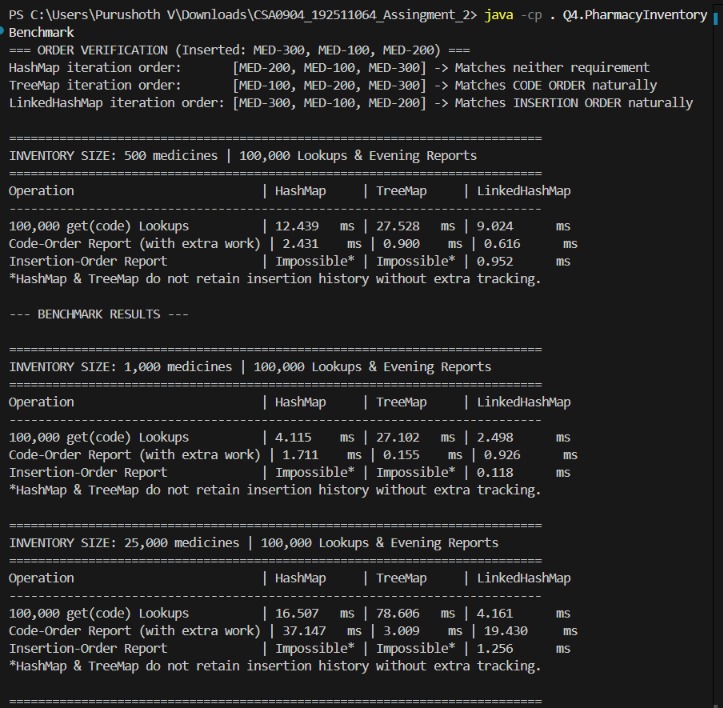 PS C:\Users\Purushoth V\Downloads\CSA0904_192511064_Assingment_2> java -cp . Q4.PharmacyInventory
Benchmark
=== ORDER VERIFICATION (Inserted: MED-300, MED-100, MED-200) ===
HashMap iteration order:       [MED-200, MED-100, MED-300] -> Matches neither requirement
TreeMap iteration order:       [MED-100, MED-200, MED-300] -> Matches CODE ORDER naturally
LinkedHashMap iteration order: [MED-300, MED-100, MED-200] -> Matches INSERTION ORDER naturally
==========================================================================
INVENTORY SIZE: 500 medicines | 100,000 Lookups & Evening Reports
==========================================================================
Operation                          | HashMap     | TreeMap     | LinkedHashMap
--------------------------------------------------------------------------
100,000 get(code) Lookups          | 12.439   ms | 27.528   ms | 9.024      ms
Code-Order Report (with extra work) | 2.431    ms | 0.900    ms | 0.616      ms
Insertion-Order Report             | Impossible* | Impossible* | 0.952      ms
*HashMap & TreeMap do not retain insertion history without extra tracking.
--- BENCHMARK RESULTS ---
==========================================================================
INVENTORY SIZE: 1,000 medicines | 100,000 Lookups & Evening Reports
==========================================================================
Operation                          | HashMap     | TreeMap     | LinkedHashMap
--------------------------------------------------------------------------
100,000 get(code) Lookups          | 4.115    ms | 27.102   ms | 2.498      ms
Code-Order Report (with extra work) | 1.711    ms | 0.155    ms | 0.926      ms
Insertion-Order Report             | Impossible* | Impossible* | 0.118      ms
*HashMap & TreeMap do not retain insertion history without extra tracking.
==========================================================================
INVENTORY SIZE: 25,000 medicines | 100,000 Lookups & Evening Reports
==========================================================================
Operation                          | HashMap     | TreeMap     | LinkedHashMap
--------------------------------------------------------------------------
100,000 get(code) Lookups          | 16.507   ms | 78.606   ms | 4.161      ms
Code-Order Report (with extra work) | 37.147   ms | 3.009    ms | 19.430     ms
Insertion-Order Report             | Impossible* | Impossible* | 1.256      ms
*HashMap & TreeMap do not retain insertion history without extra tracking.
==========================================================================